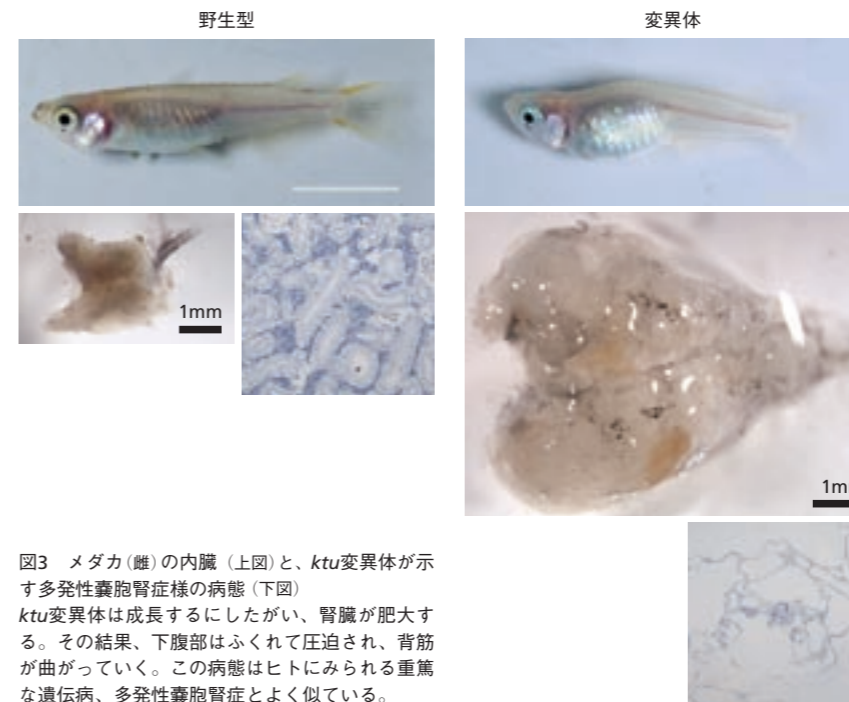 野生型
変異体
1mm
1m
図3 メダカ（雌）の内臓（上図）と、ktu変異体が示
す多発性嚢胞腎症様の病態（下図）
ktu変異体は成長するにしたがい、腎臓が肥大す
る。その結果、下腹部はふくれて圧迫され、背筋
が曲がっていく。この病態はヒトにみられる重篤
な遺伝病、多発性嚢胞腎症とよく似ている。